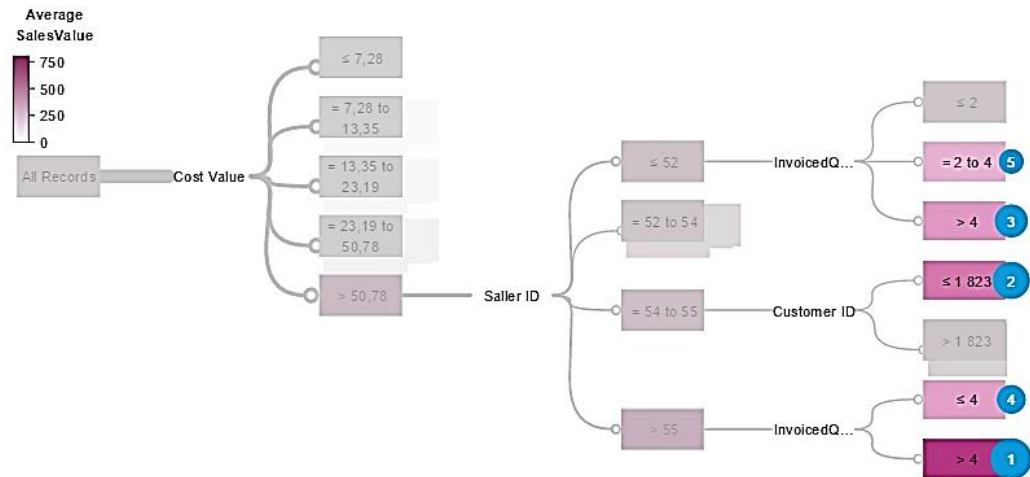 Average
SalesValue
750
500
250
0
All Records
Cost Value
≤ 7,28
= 7,28 to
13,35
= 13,35 to
23,19
= 23,19 to
50,78
> 50,78
Saller ID
≤ 52
= 52 to 54
= 54 to 55
> 55
InvoicedQ...
Customer ID
InvoicedQ...
≤ 2
= 2 to 4 5
> 4 3
≤ 1 823 2
> 1 823
≤ 4 4
> 4 1